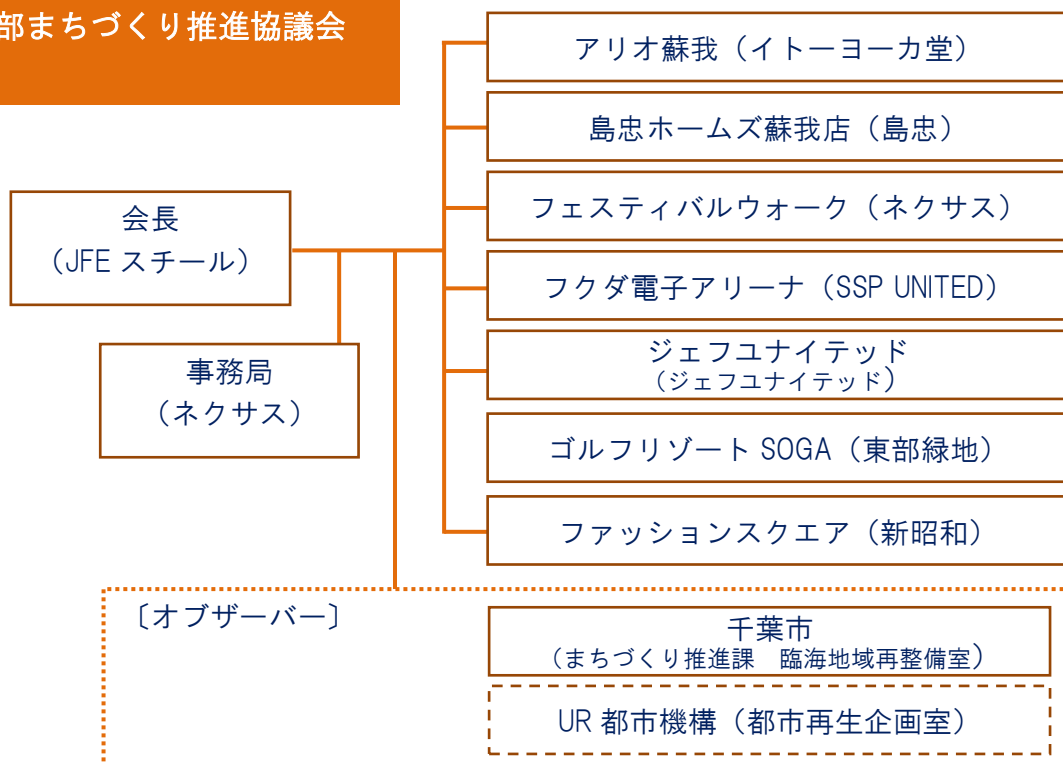 部まちづくり推進協議会
会長
（JFE スチール）
事務局
（ネクサス）
アリオ蘇我（イトーヨーカ堂）
島忠ホームズ蘇我店（島忠）
フェスティバルウォーク（ネクサス）
フクダ電子アリーナ（SSP UNITED）
ジェフユナイテッド
（ジェフユナイテッド）
ゴルフリゾート SOGA（東部緑地）
ファッションスクエア（新昭和）
〔オブザーバー〕
千葉市
（まちづくり推進課　臨海地域再整備室）
UR 都市機構（都市再生企画室）